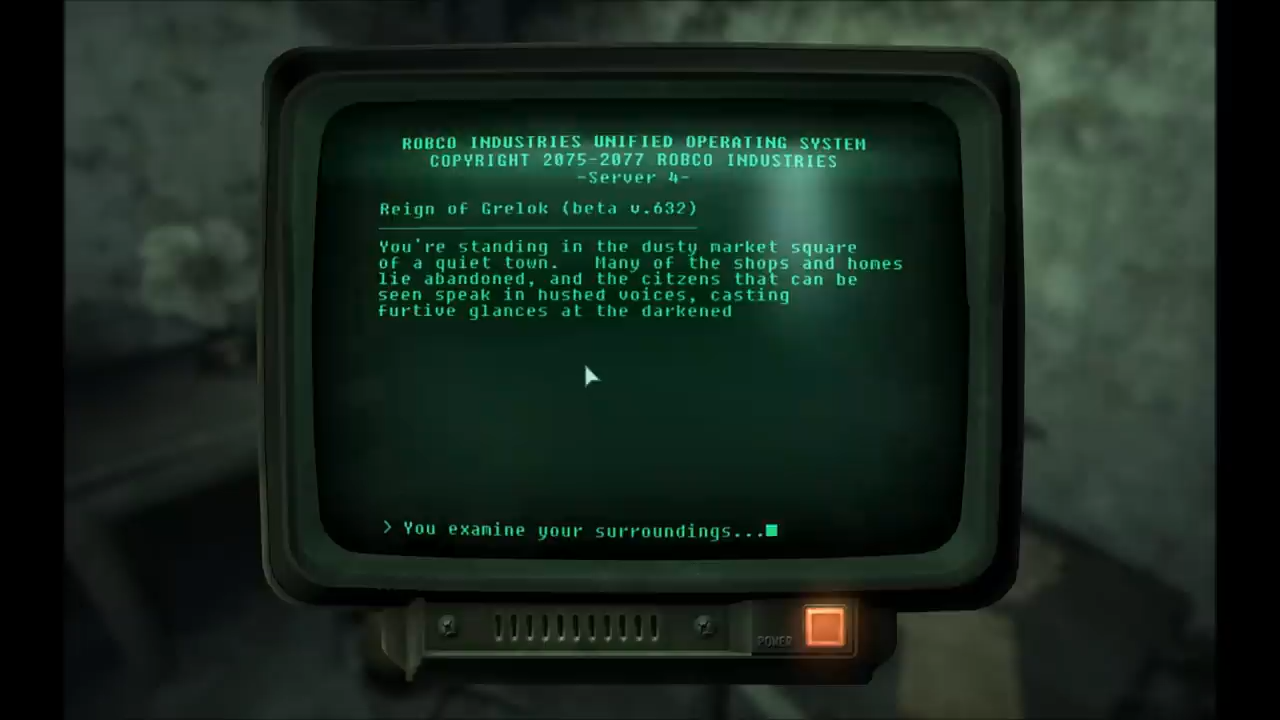 ROBCO INDUSTRIES UNIFIED OPERATING SYSTEM
COPYRIGHT 2075-2077 ROBCO INDUSTRIES
-Server 4-
Reign of Grelok (beta v.632)
You're standing in the dusty market square
of a quiet town. Many of the shops and homes
lie abandoned, and the citzens that can be
seen speak in hushed voices, casting
furtive glances at the darkened
> You examine your surroundings...
POWER